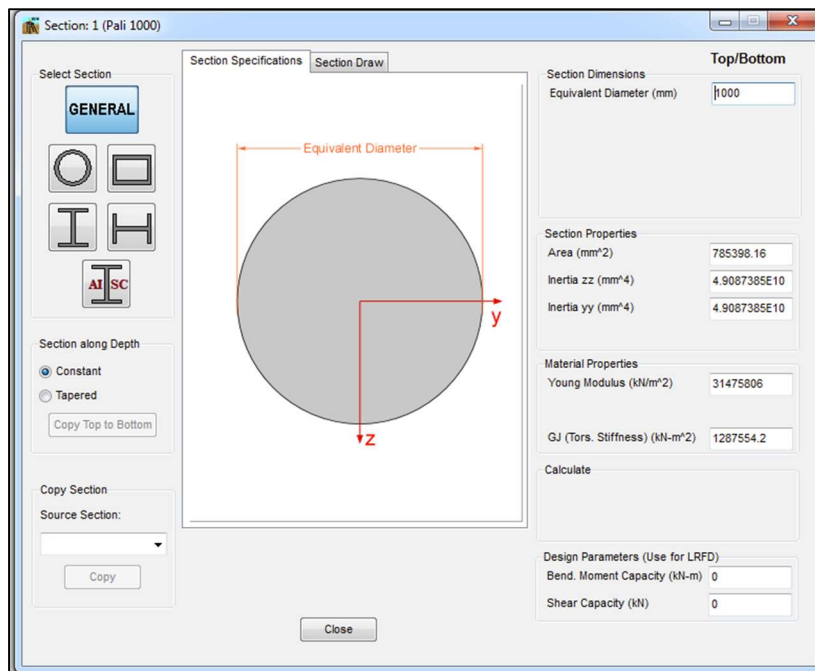 Section: 1 (Pali 1000)
Select Section
GENERAL
AI SC
Section along Depth
Constant
Tapered
Copy Top to Bottom
Copy Section
Source Section:
Copy
Section Specifications
Section Draw
Equivalent Diameter
y
z
Close
Top/Bottom
Section Dimensions
Equivalent Diameter (mm) 1000
Section Properties
Area (mm^2) 785398.16
Inertia zz (mm^4) 4.9087385E10
Inertia yy (mm^4) 4.9087385E10
Material Properties
Young Modulus (kN/m^2) 31475806
GJ (Tors. Stiffness) (kN-m^2) 1287554.2
Calculate
Design Parameters (Use for LRFD)
Bend. Moment Capacity (kN-m) 0
Shear Capacity (kN) 0